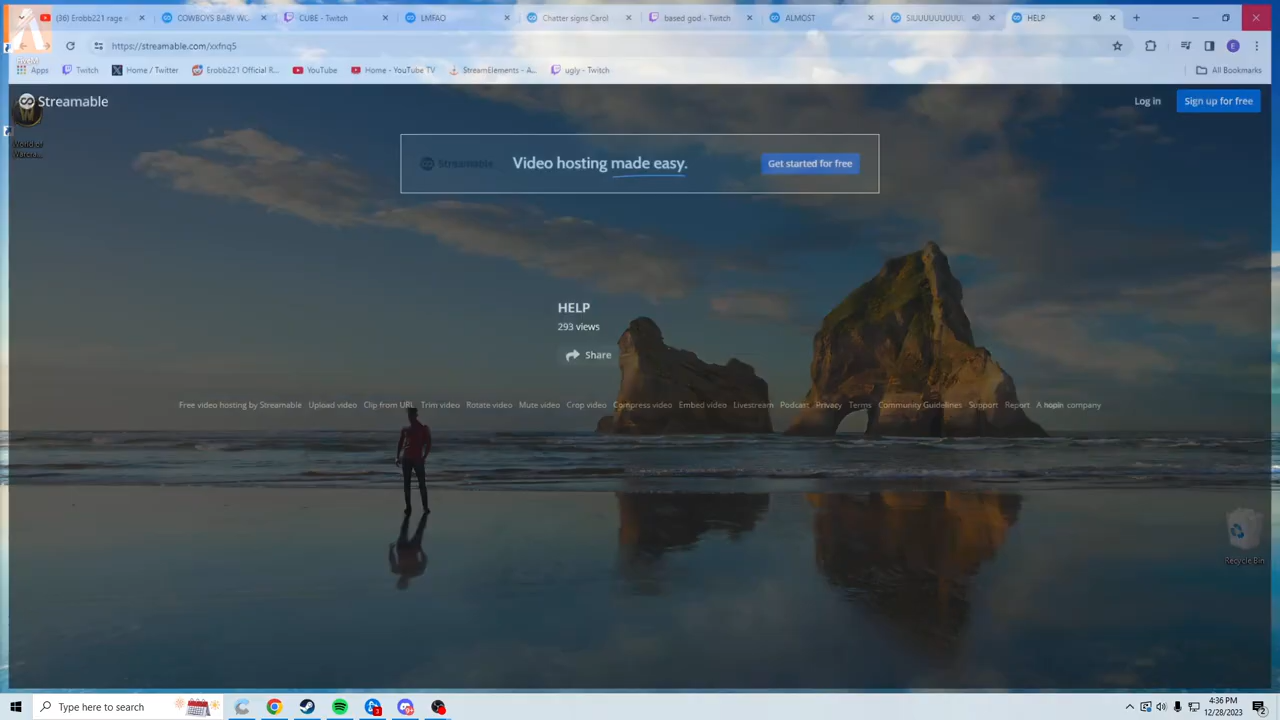 (36) Erobb221 rage
COWBOYS BABY WO
CUBE - Twitch
LMFAO
Chatter signs Carol
based god - Twitch
ALMOST
SIUUUUUUUUU
HELP
https://streamable.com/xxfnq5
Apps
Twitch
Home / Twitter
Erobb221 Official R...
YouTube
Home - YouTube TV
StreamElements - A...
ugly - Twitch
All Bookmarks
Streamable
Log in
Sign up for free
Streamable
Video hosting made easy.
Get started for free
HELP
293 views
Share
Free video hosting by Streamable Upload video Clip from URL Trim video Rotate video Mute video Crop video Compress video Embed video Livestream Podcast Privacy Terms Community Guidelines Support Report A hopin company
World of
Warcra...
Recycle Bin
Type here to search
4:36 PM
12/28/2023